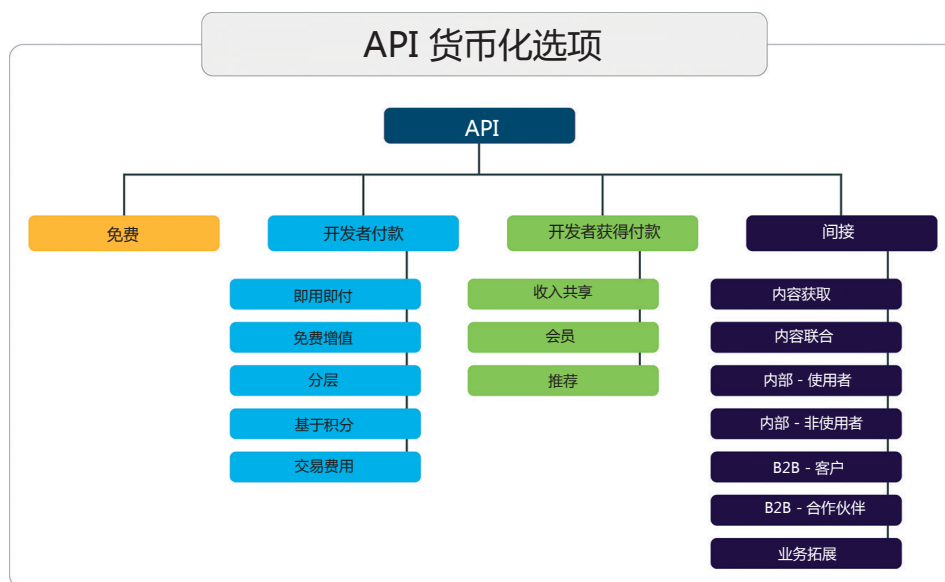 API 货币化选项
API
免费
开发者付款
开发者获得付款
间接
即用即付
免费增值
分层
基于积分
交易费用
收入共享
会员
推荐
内容获取
内容联合
内部 - 使用者
内部 - 非使用者
B2B - 客户
B2B - 合作伙伴
业务拓展